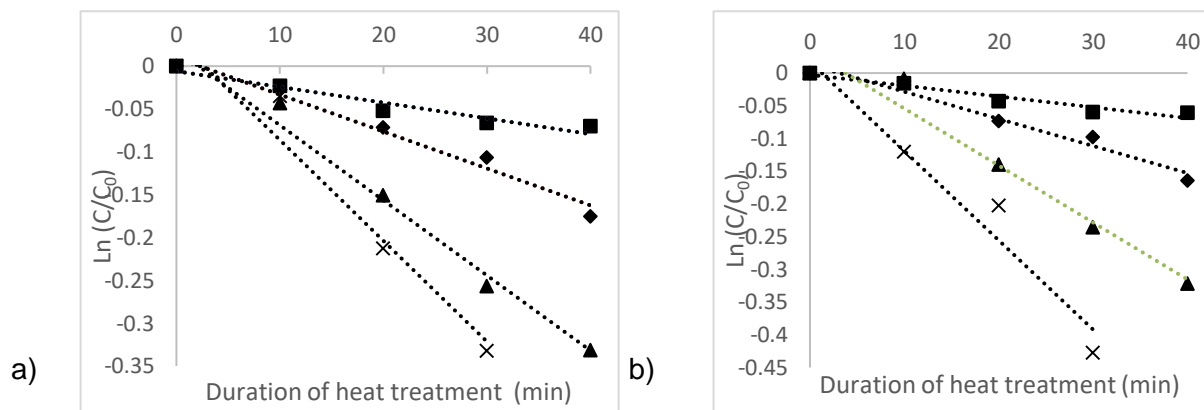 0 10 20 30 40
0
-0.05
-0.1
-0.15
-0.2
-0.25
-0.3
-0.35
Ln (C/C0)
Duration of heat treatment (min)
a)
0 10 20 30 40
0
-0.05
-0.1
-0.15
-0.2
-0.25
-0.3
-0.35
-0.4
-0.45
Ln (C/C0)
Duration of heat treatment (min)
b)